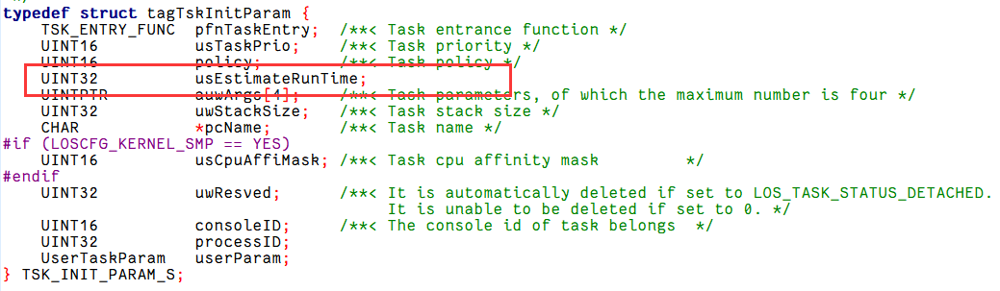 */
typedef struct tagTskInitParam {
    TSK_ENTRY_FUNC  pfnTaskEntry;  /**< Task entrance function */
    UINT16          usTaskPrio;    /**< Task priority */
    UINT16          policy;        /**< Task policy */
    UINT32          usEstimateRunTime;
    UINTPTR         auwArgs[4];    /**< Task parameters, of which the maximum number is four */
    UINT32          uwStackSize;   /**< Task stack size */
    CHAR            *pcName;       /**< Task name */
#if (LOSCFG_KERNEL_SMP == YES)
    UINT16          usCpuAffiMask; /**< Task cpu affinity mask         */
#endif
    UINT32          uwResved;      /**< It is automatically deleted if set to LOS_TASK_STATUS_DETACHED.
                                        It is unable to be deleted if set to 0. */
    UINT16          consoleID;     /**< The console id of task belongs  */
    UINT32          processID;
    UserTaskParam   userParam;
} TSK_INIT_PARAM_S;